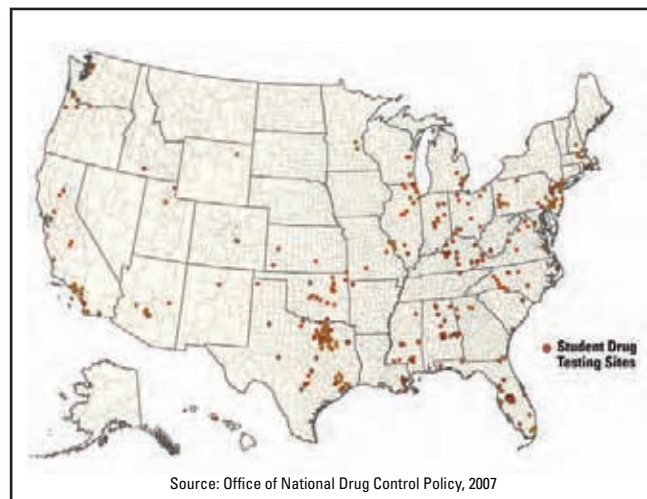 Student Drug
Testing Sites
Source: Office of National Drug Control Policy, 2007